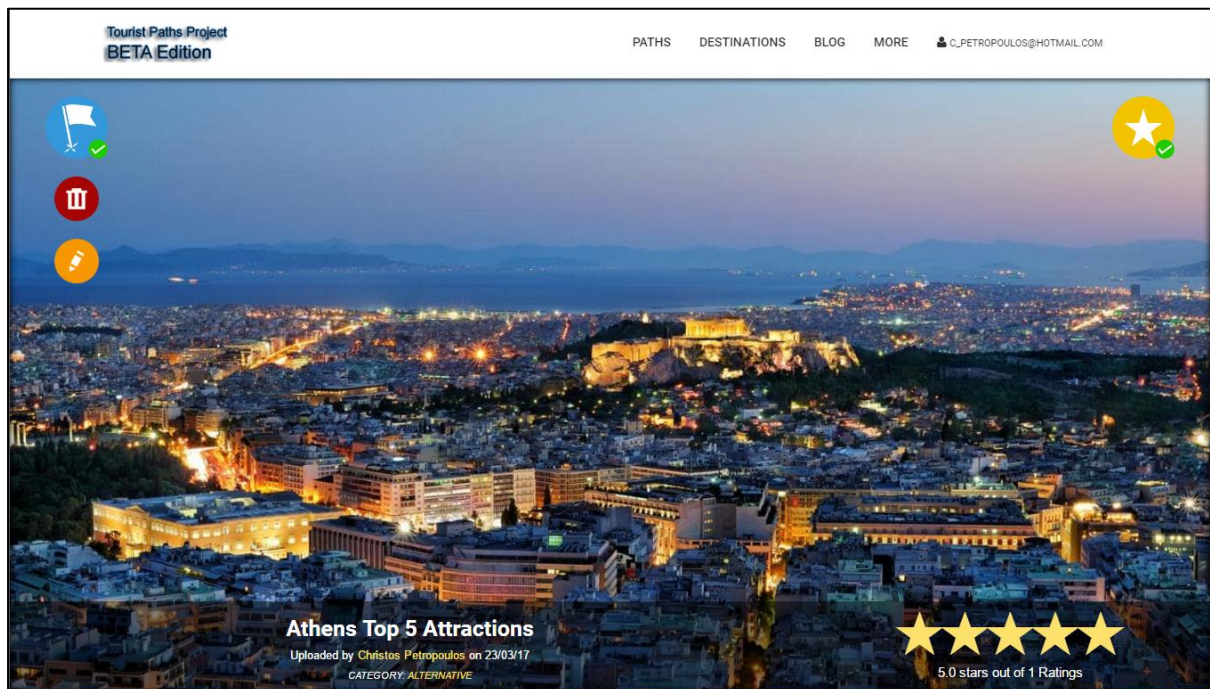 Tourist Paths Project
BETA Edition
PATHS DESTINATIONS BLOG MORE C_PETROPOULOS@HOTMAIL.COM
Athens Top 5 Attractions
Uploaded by Christos Petropoulos on 23/03/17
CATEGORY: ALTERNATIVE
5.0 stars out of 1 Ratings